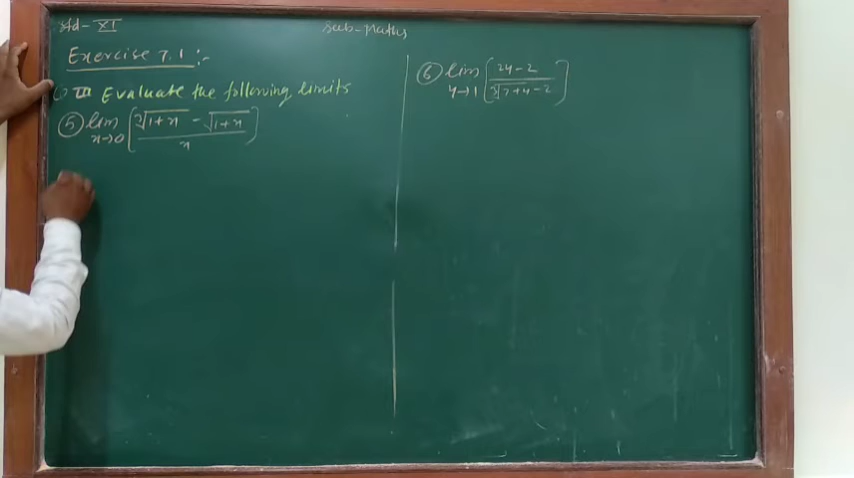 Std- XI
Sub- Maths
Exercise 7.1 :-
Q III Evaluate the following limits
⑤ lim x→0 [ (∛1+x − √1+x) / x ]
⑥ lim y→1 [ (2y−2) / (∛7+y − 2) ]